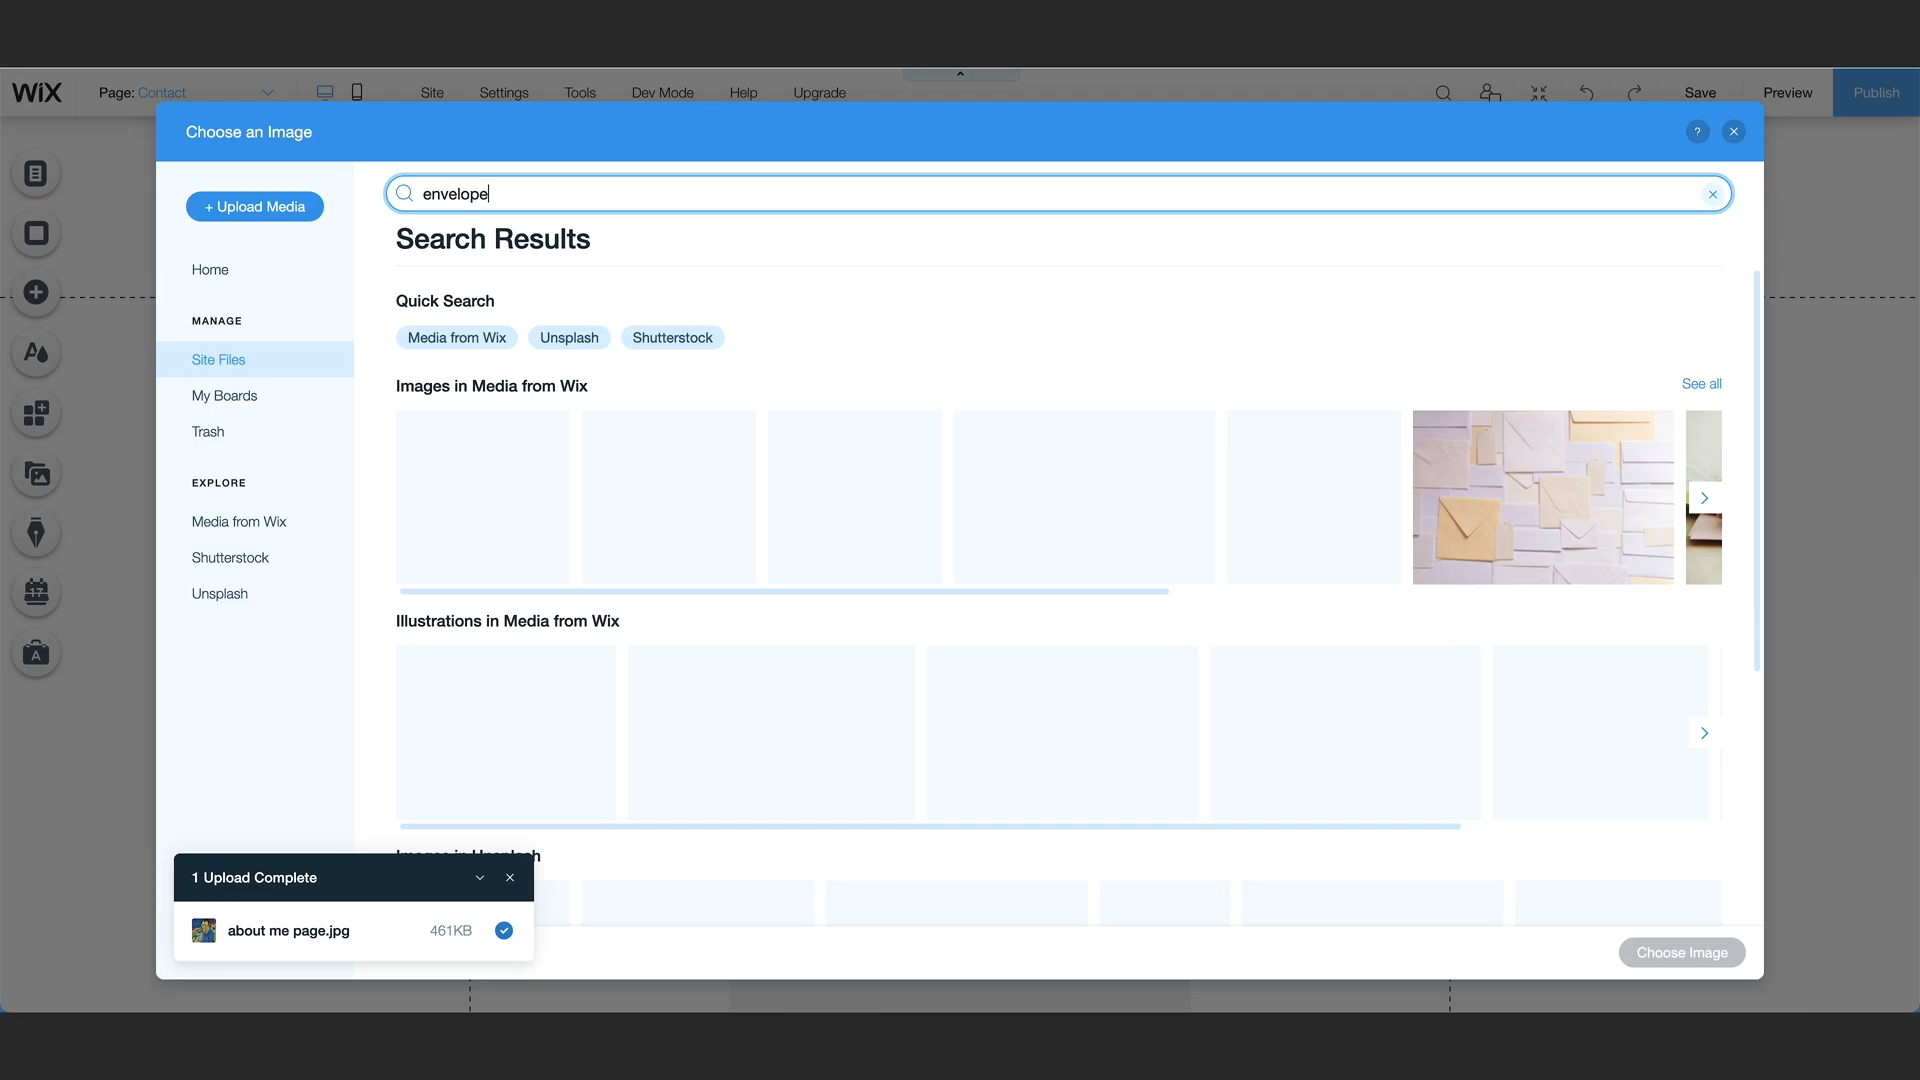 WiX
Page: Contact
Site
Settings
Tools
Dev Mode
Help
Upgrade
Save
Preview
Publish
Choose an Image
?
+ Upload Media
envelope
Search Results
Home
Quick Search
MANAGE
Media from Wix
Unsplash
Shutterstock
Site Files
Images in Media from Wix
See all
My Boards
Trash
EXPLORE
Media from Wix
Shutterstock
Unsplash
17
Illustrations in Media from Wix
A
Images in Unsplash
1 Upload Complete
about me page.jpg
461KB
Choose Image